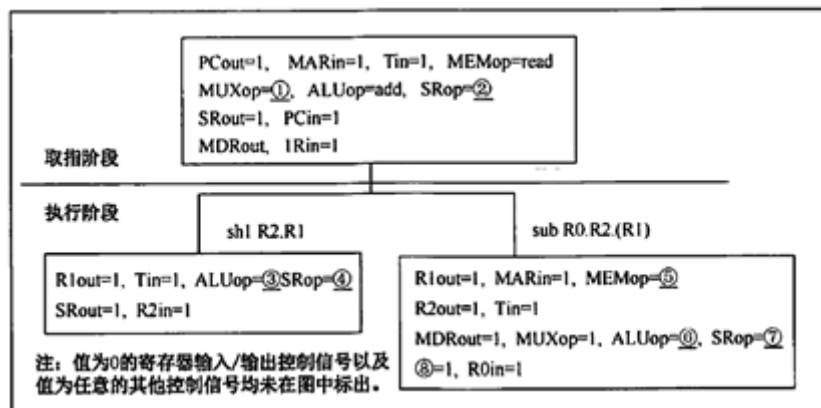 PCout=1, MARin=1, Tin=1, MEMop=read
MUXop=①, ALUop=add, SRop=②
SRout=1, PCin=1
MDRout, 1Rin=1
取指阶段
执行阶段
sh1 R2.R1
sub R0.R2.(R1)
R1out=1, Tin=1, ALUop=③SRop=④
SRout=1, R2in=1
R1out=1, MARin=1, MEMop=⑤
R2out=1, Tin=1
MDRout=1, MUXop=1, ALUop=⑥, SRop=⑦
⑧=1, R0in=1
注：值为0的寄存器输入/输出控制信号以及
值为任意的其他控制信号均未在图中标出。